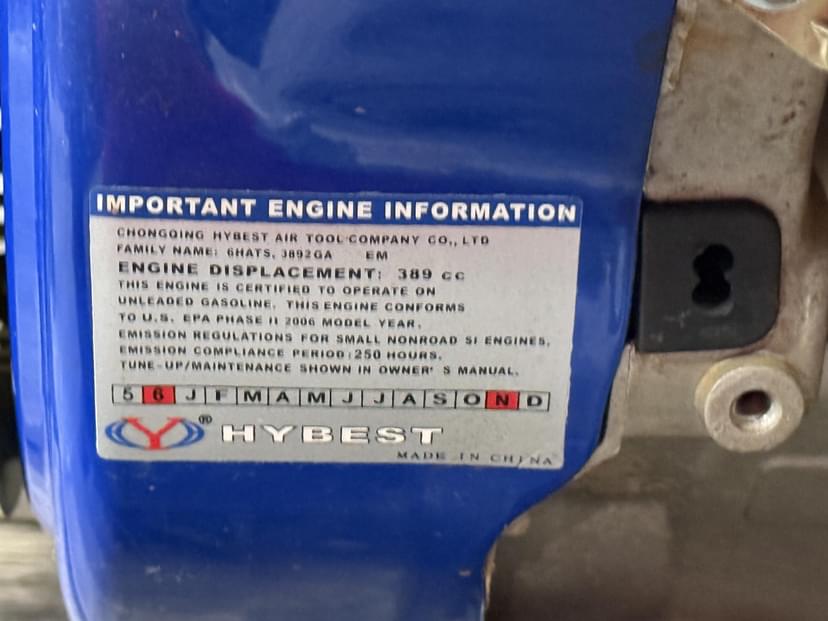 IMPORTANT ENGINE INFORMATION
CHONGQING HYBEST AIR TOOL COMPANY CO., LTD
FAMILY NAME: 6HATS. J892GA EM
ENGINE DISPLACEMENT: 389 cc
THIS ENGINE IS CERTIFIED TO OPERATE ON
UNLEADED GASOLINE. THIS ENGINE CONFORMS
TO U.S. EPA PHASE II 2006 MODEL YEAR.
EMISSION REGULATIONS FOR SMALL NONROAD SI ENGINES.
EMISSION COMPLIANCE PERIOD: 250 HOURS.
TUNE-UP/MAINTENANCE SHOWN IN OWNER' S MANUAL.
5 6 J F M A M J J A S O N D
Y ® HYBEST
MADE IN CHINA